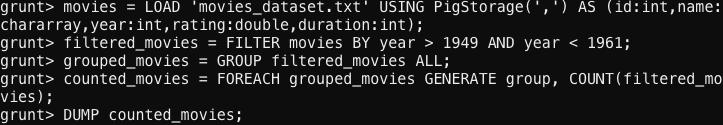 grunt> movies = LOAD 'movies_dataset.txt' USING PigStorage(',') AS (id:int,name:
chararray,year:int,rating:double,duration:int);
grunt> filtered_movies = FILTER movies BY year > 1949 AND year < 1961;
grunt> grouped_movies = GROUP filtered_movies ALL;
grunt> counted_movies = FOREACH grouped_movies GENERATE group, COUNT(filtered_mo
vies);
grunt> DUMP counted_movies;